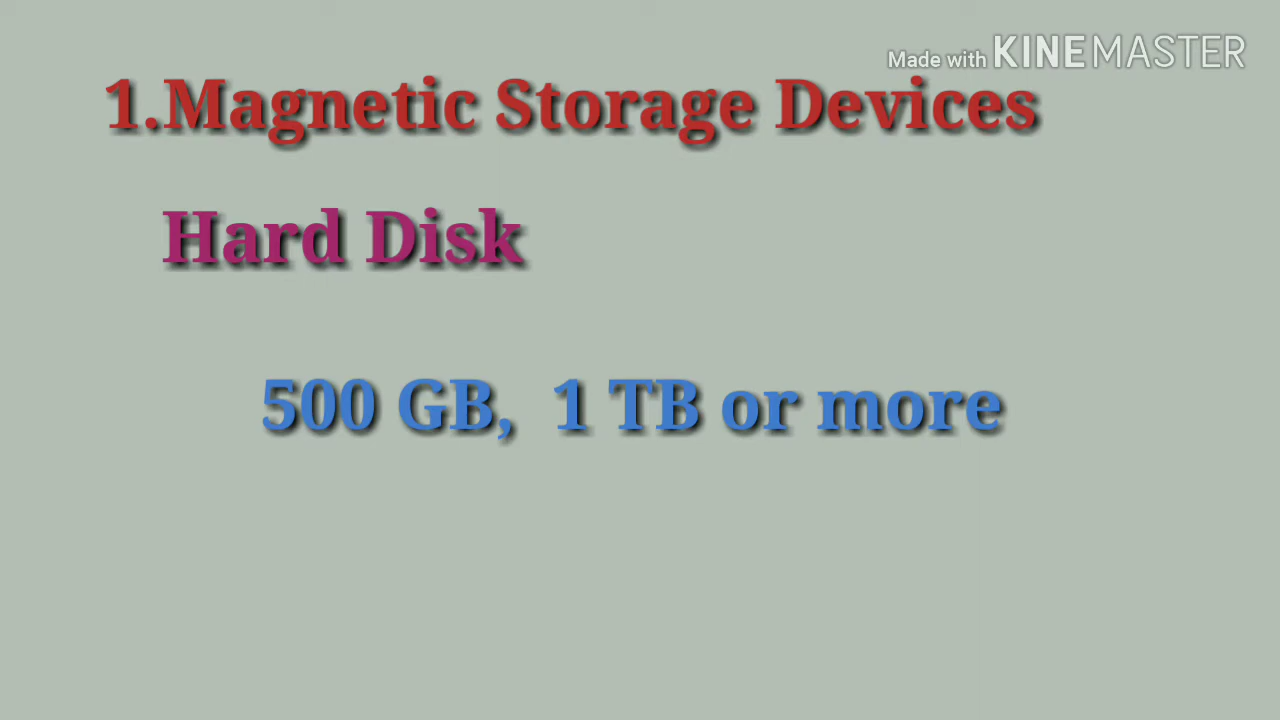 Made with KINEMASTER
1.Magnetic Storage Devices
Hard Disk
500 GB, 1 TB or more